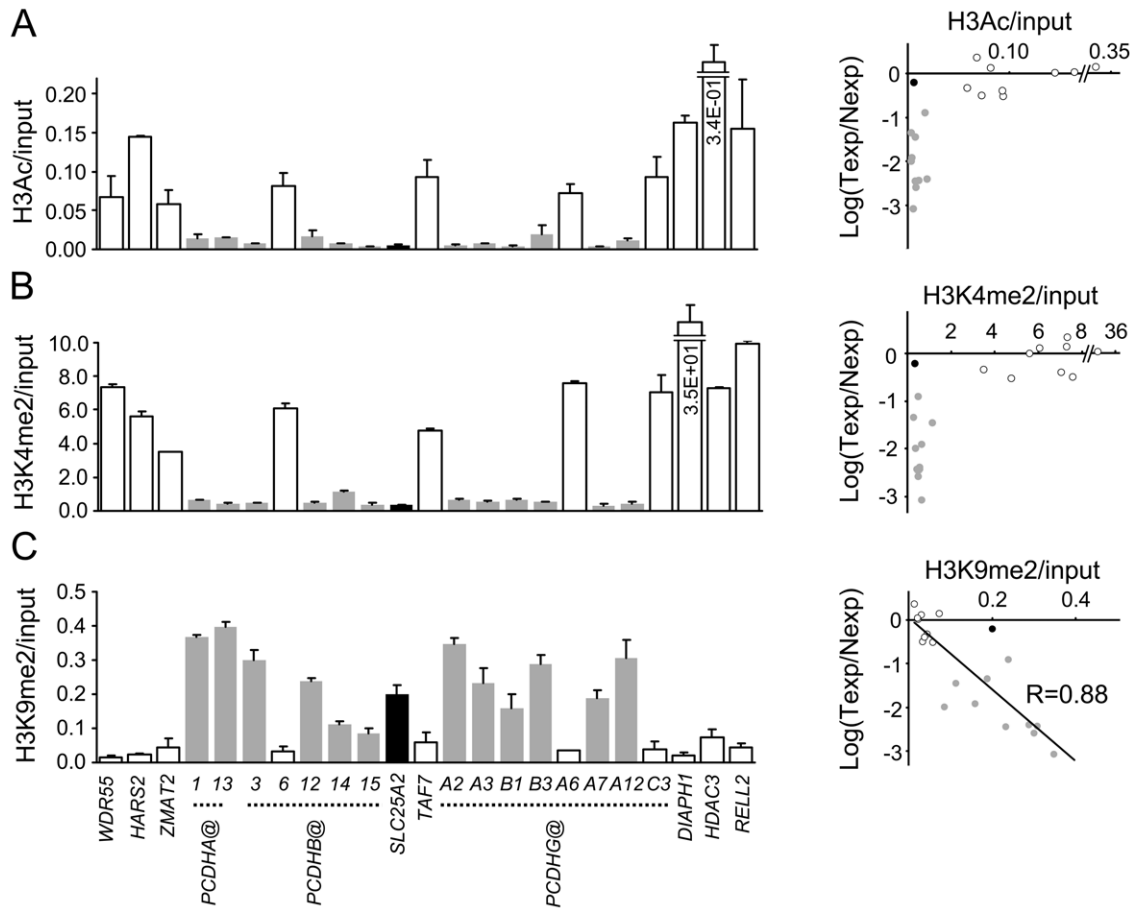 A
H3Ac/input
0.20
0.15
0.10
0.05
0.00
3.4E-01
H3Ac/input
0.10 0.35
Log(Texp/Nexp)
0
-1
-2
-3
B
H3K4me2/input
10.0
8.0
6.0
4.0
2.0
0.0
3.5E+01
H3K4me2/input
2 4 6 8 36
Log(Texp/Nexp)
0
-1
-2
-3
C
H3K9me2/input
0.5
0.4
0.3
0.2
0.1
0.0
WDR55 HARS2 ZMAT2 1 13 3 6 12 14 15 SLC25A2 TAF7 A2 A3 B1 B3 A6 A7 A12 C3 DIAPH1 HDAC3 RELL2
PCDHA@ PCDHB@ PCDHG@
H3K9me2/input
0.2 0.4
Log(Texp/Nexp)
0
-1
-2
-3
R=0.88